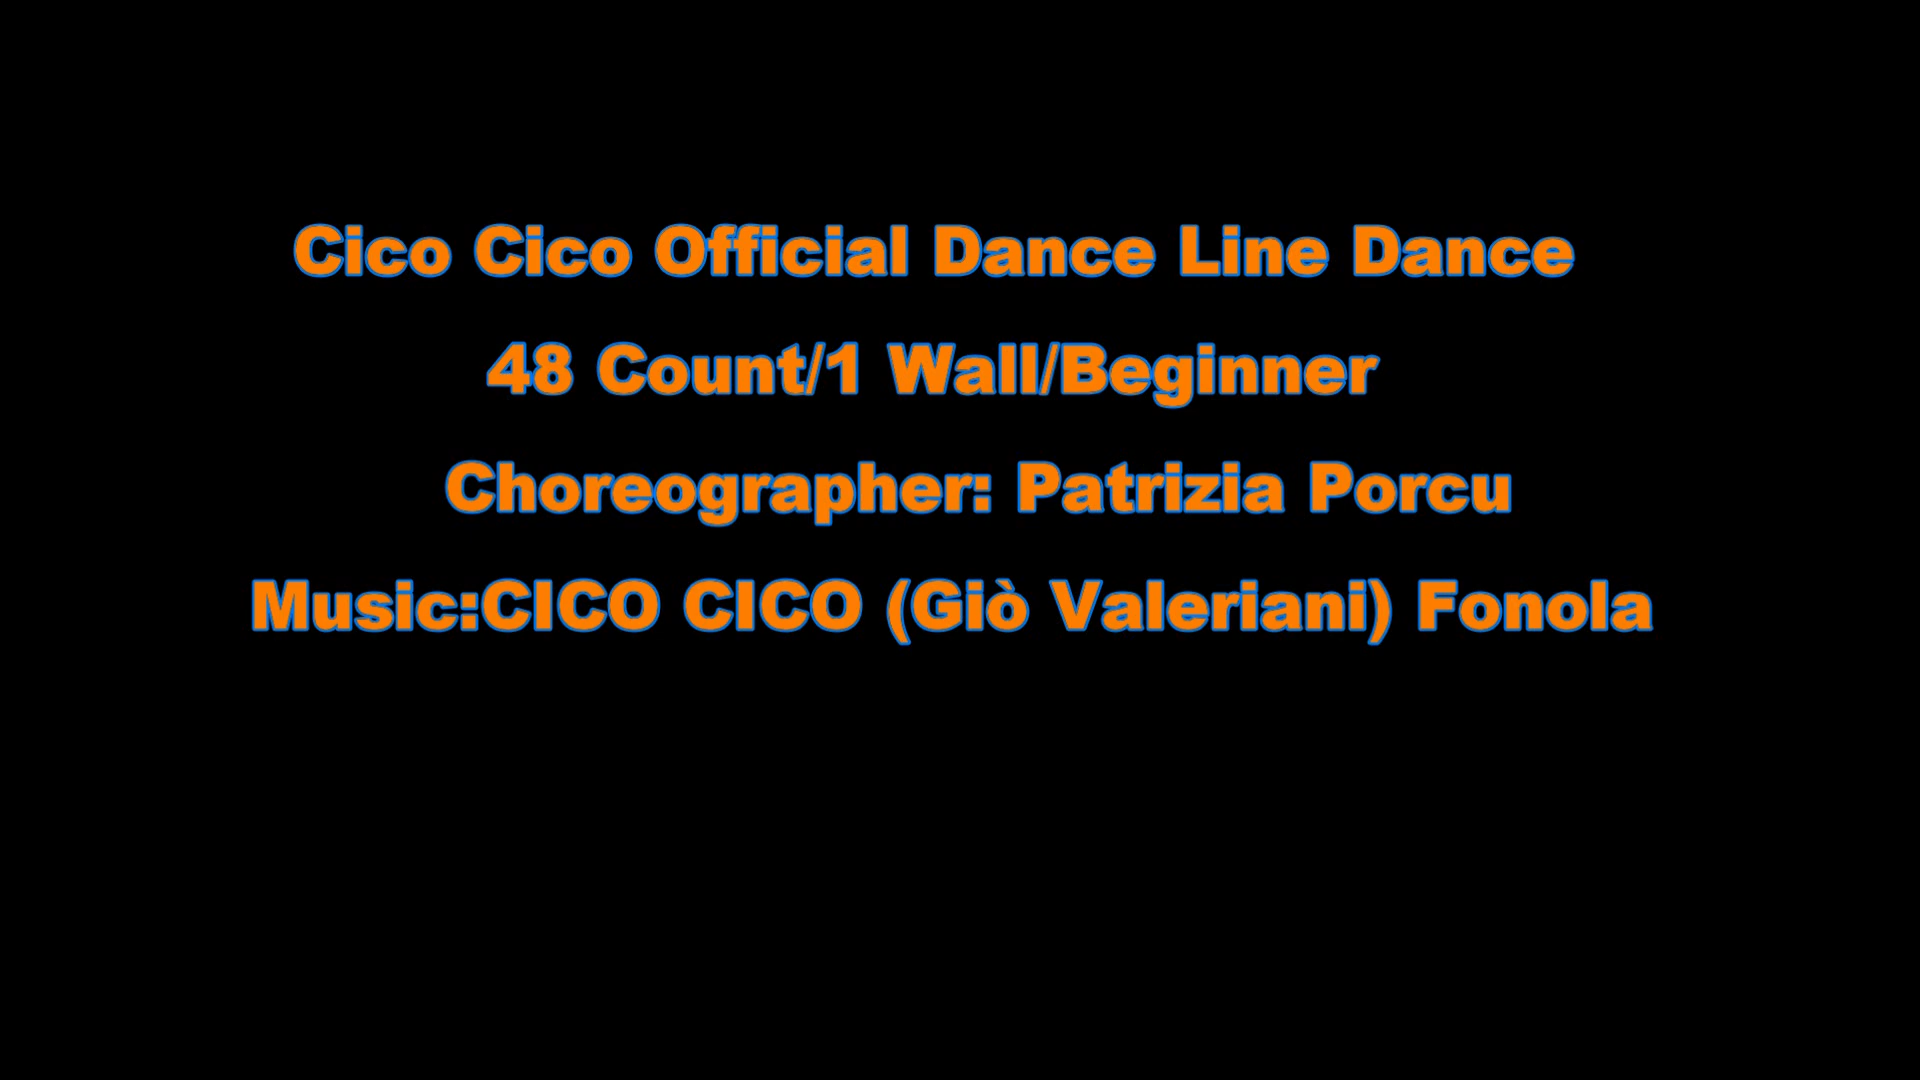 Cico Cico Official Dance Line Dance
48 Count/1 Wall/Beginner
Choreographer: Patrizia Porcu
Music:CICO CICO (Giò Valeriani) Fonola